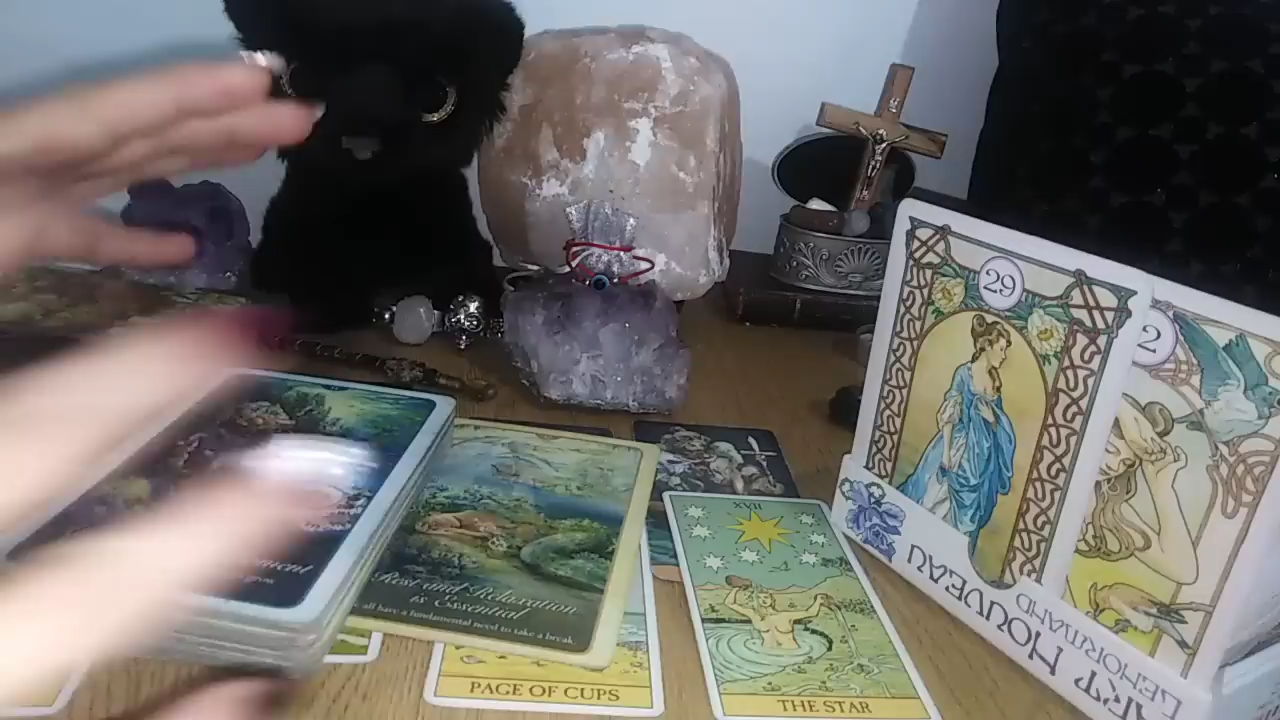 29
2
XVII
Rest and Relaxation
is Essential
all have a fundamental need to take a break.
PAGE OF CUPS
THE STAR
ART NOUVEAU
LENORMAND